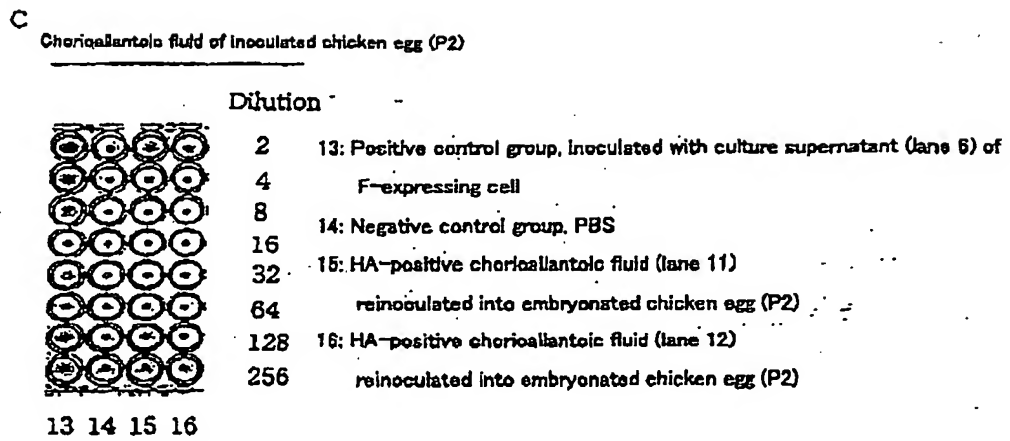 C
Chorioallantoic fluid of inoculated chicken egg (P2)
Dilution
2
4
8
16
32
64
128
256
13: Positive control group, inoculated with culture supernatant (lane 6) of
F-expressing cell
14: Negative control group, PBS
15: HA-positive chorioallantoic fluid (lane 11)
reinoculated into embryonated chicken egg (P2)
16: HA-positive chorioallantoic fluid (lane 12)
reinoculated into embryonated chicken egg (P2)
13 14 15 16